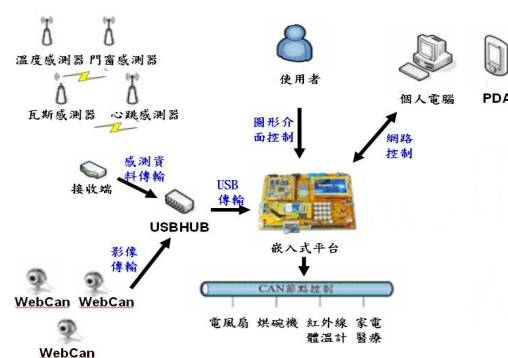 溫度感測器 門窗感測器
瓦斯感測器 心跳感測器
接收端
感測資
料傳輸
USBHUB
影像
傳輸
WebCan WebCan
WebCan
USB
傳輸
使用者
圖形介
面控制
個人電腦 PDA
網路
控制
嵌入式平台
CAN節點控制
電風扇 烘碗機 紅外線 家電
體溫計 醫療